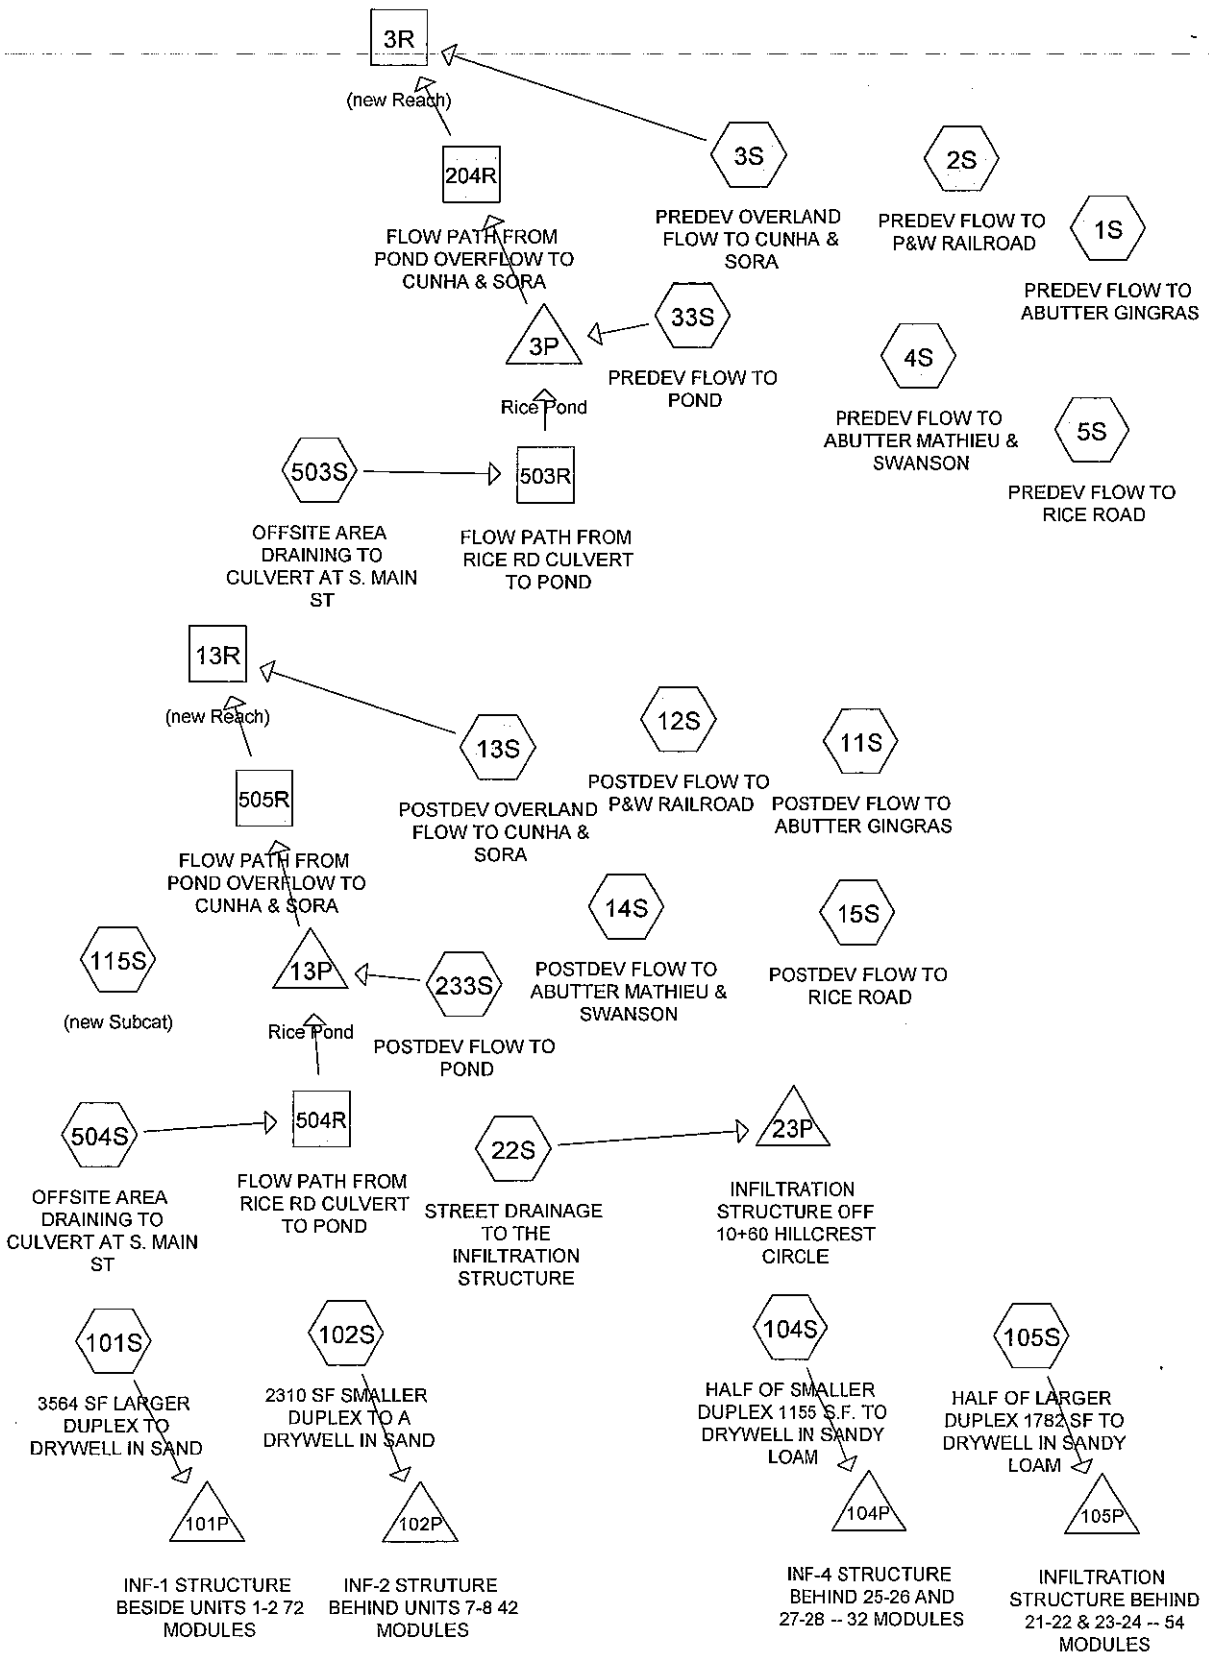 3R
(new Reach)
204R
FLOW PATH FROM
POND OVERFLOW TO
CUNHA & SORA
3S
PREDEV OVERLAND
FLOW TO CUNHA &
SORA
2S
PREDEV FLOW TO
P&W RAILROAD
1S
PREDEV FLOW TO
ABUTTER GINGRAS
3P
Rice Pond
33S
PREDEV FLOW TO
POND
4S
PREDEV FLOW TO
ABUTTER MATHIEU &
SWANSON
5S
PREDEV FLOW TO
RICE ROAD
503S
OFFSITE AREA
DRAINING TO
CULVERT AT S. MAIN
ST
503R
FLOW PATH FROM
RICE RD CULVERT
TO POND
13R
(new Reach)
505R
FLOW PATH FROM
POND OVERFLOW TO
CUNHA & SORA
13S
POSTDEV OVERLAND
FLOW TO CUNHA &
SORA
12S
POSTDEV FLOW TO
P&W RAILROAD
11S
POSTDEV FLOW TO
ABUTTER GINGRAS
115S
(new Subcat)
13P
Rice Pond
233S
POSTDEV FLOW TO
POND
14S
POSTDEV FLOW TO
ABUTTER MATHIEU &
SWANSON
15S
POSTDEV FLOW TO
RICE ROAD
504S
OFFSITE AREA
DRAINING TO
CULVERT AT S. MAIN
ST
504R
FLOW PATH FROM
RICE RD CULVERT
TO POND
22S
STREET DRAINAGE
TO THE
INFILTRATION
STRUCTURE
23P
INFILTRATION
STRUCTURE OFF
10+60 HILLCREST
CIRCLE
101S
3564 SF LARGER
DUPLEX TO
DRYWELL IN SAND
102S
2310 SF SMALLER
DUPLEX TO A
DRYWELL IN SAND
104S
HALF OF SMALLER
DUPLEX 1155 S.F. TO
DRYWELL IN SANDY
LOAM
105S
HALF OF LARGER
DUPLEX 1782 SF TO
DRYWELL IN SANDY
LOAM
101P
INF-1 STRUCTURE
BESIDE UNITS 1-2 72
MODULES
102P
INF-2 STRUTURE
BEHIND UNITS 7-8 42
MODULES
104P
INF-4 STRUCTURE
BEHIND 25-26 AND
27-28 -- 32 MODULES
105P
INFILTRATION
STRUCTURE BEHIND
21-22 & 23-24 -- 54
MODULES